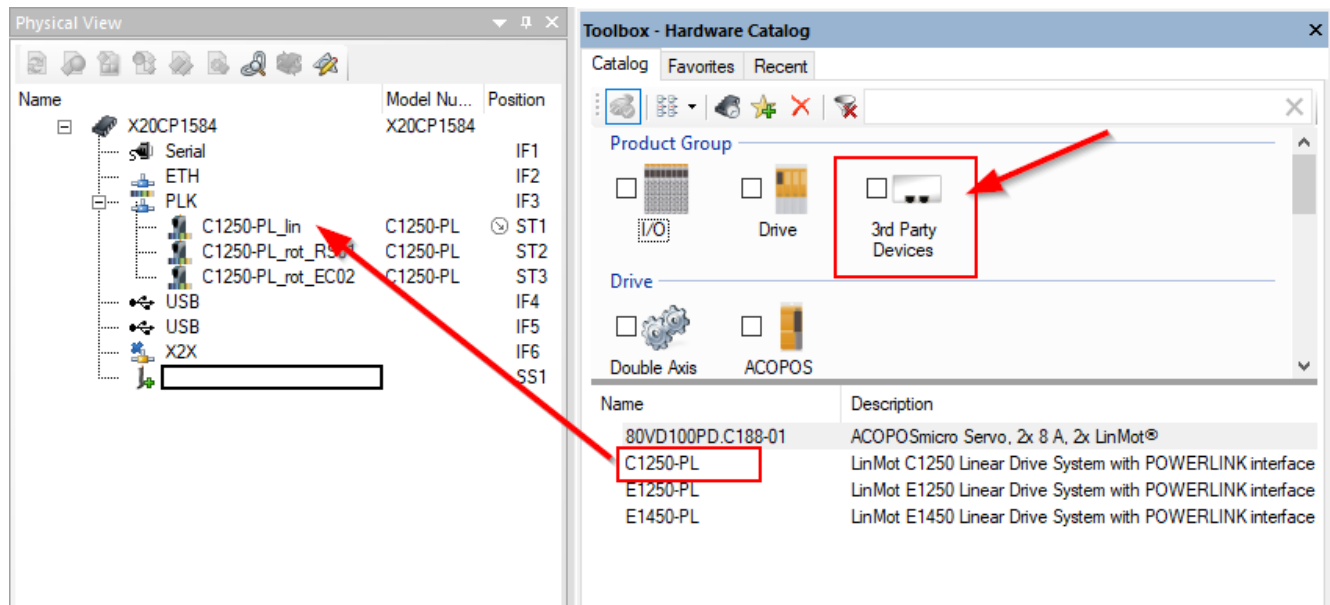 Physical View
Name Model Nu... Position
X20CP1584 X20CP1584
Serial IF1
ETH IF2
PLK IF3
C1250-PL_lin C1250-PL ST1
C1250-PL_rot_RS01 C1250-PL ST2
C1250-PL_rot_EC02 C1250-PL ST3
USB IF4
USB IF5
X2X IF6
SS1
Toolbox - Hardware Catalog
Catalog Favorites Recent
Product Group
I/O Drive 3rd Party
Devices
Drive
Double Axis ACOPOS
Name Description
80VD100PD.C188-01 ACOPOSmicro Servo, 2x 8 A, 2x LinMot®
C1250-PL LinMot C1250 Linear Drive System with POWERLINK interface
E1250-PL LinMot E1250 Linear Drive System with POWERLINK interface
E1450-PL LinMot E1450 Linear Drive System with POWERLINK interface